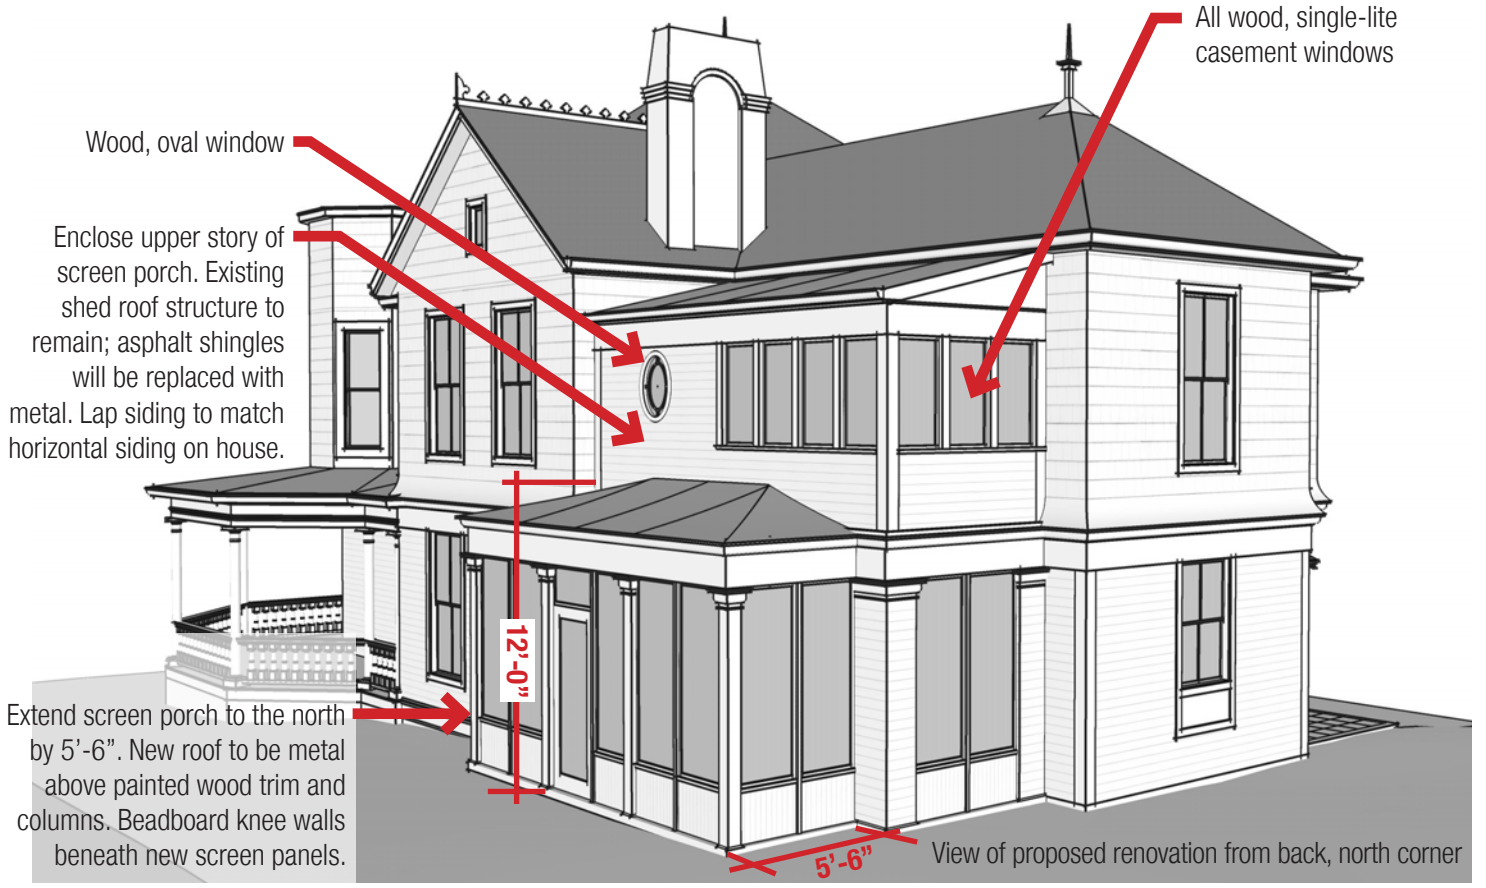 All wood, single-lite
casement windows
Wood, oval window
Enclose upper story of
screen porch. Existing
shed roof structure to
remain; asphalt shingles
will be replaced with
metal. Lap siding to match
horizontal siding on house.
12’-0”
Extend screen porch to the north
by 5’-6”. New roof to be metal
above painted wood trim and
columns. Beadboard knee walls
beneath new screen panels.
5’-6”
View of proposed renovation from back, north corner